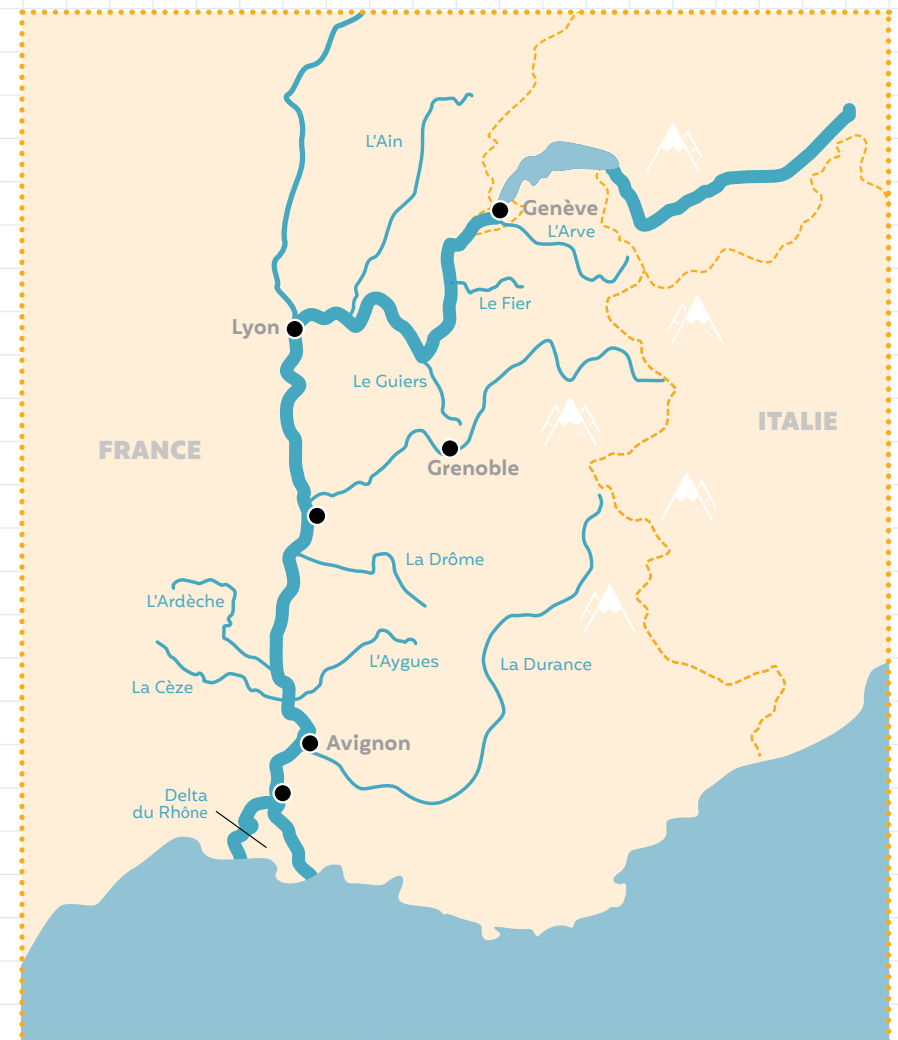 L'Ain
Genève
L'Arve
Le Fier
Lyon
Le Guiers
ITALIE
FRANCE
Grenoble
La Drôme
L'Ardèche
L'Aygues
La Durance
La Cèze
Avignon
Delta
du Rhône